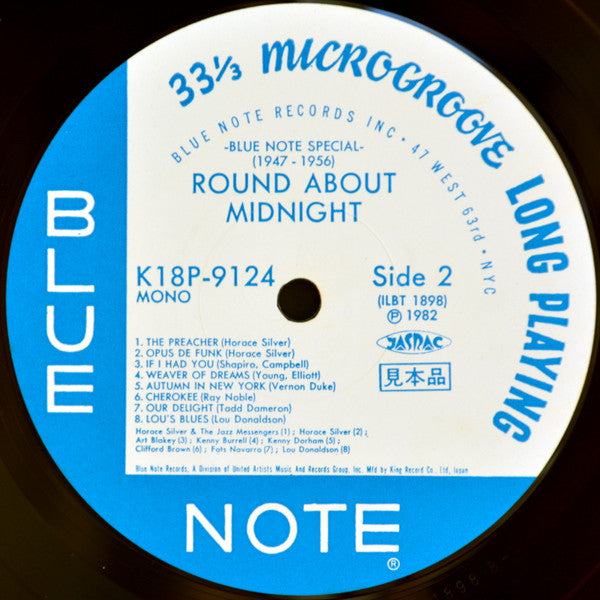 33⅓ MICROGROOVE LONG PLAYING
BLUE NOTE RECORDS INC • 47 WEST 63rd • NYC
-BLUE NOTE SPECIAL-
(1947 - 1956)
ROUND ABOUT
MIDNIGHT
K18P-9124
MONO
Side 2
(ILBT 1898)
Ⓟ 1982
JASRAC
見本品
1. THE PREACHER (Horace Silver)
2. OPUS DE FUNK (Horace Silver)
3. IF I HAD YOU (Shapiro, Campbell)
4. WEAVER OF DREAMS (Young, Elliott)
5. AUTUMN IN NEW YORK (Vernon Duke)
6. CHEROKEE (Ray Noble)
7. OUR DELIGHT (Todd Dameron)
8. LOU'S BLUES (Lou Donaldson)
Horace Silver & The Jazz Messengers (1) ; Horace Silver (2) ;
Art Blakey (3) ; Kenny Burrell (4) ; Kenny Dorham (5) ;
Clifford Brown (6) ; Fats Navarro (7) ; Lou Donaldson (8)
Blue Note Records, A Division of United Artists Music And Records Group, Inc. Mfd by King Record Co., Ltd, Japan
BLUE
NOTE®